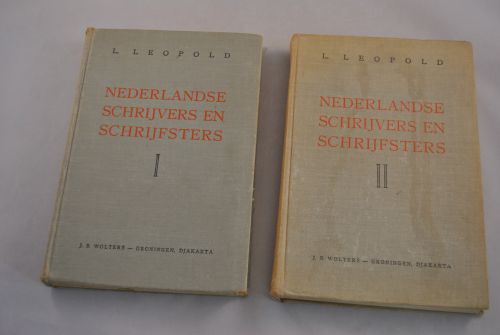 L. LEOPOLD
NEDERLANDSE
SCHRIJVERS EN
SCHRIJFSTERS
I
J. B. WOLTERS — GRONINGEN, DJAKARTA
L. LEOPOLD
NEDERLANDSE
SCHRIJVERS EN
SCHRIJFSTERS
II
J. B. WOLTERS — GRONINGEN, DJAKARTA